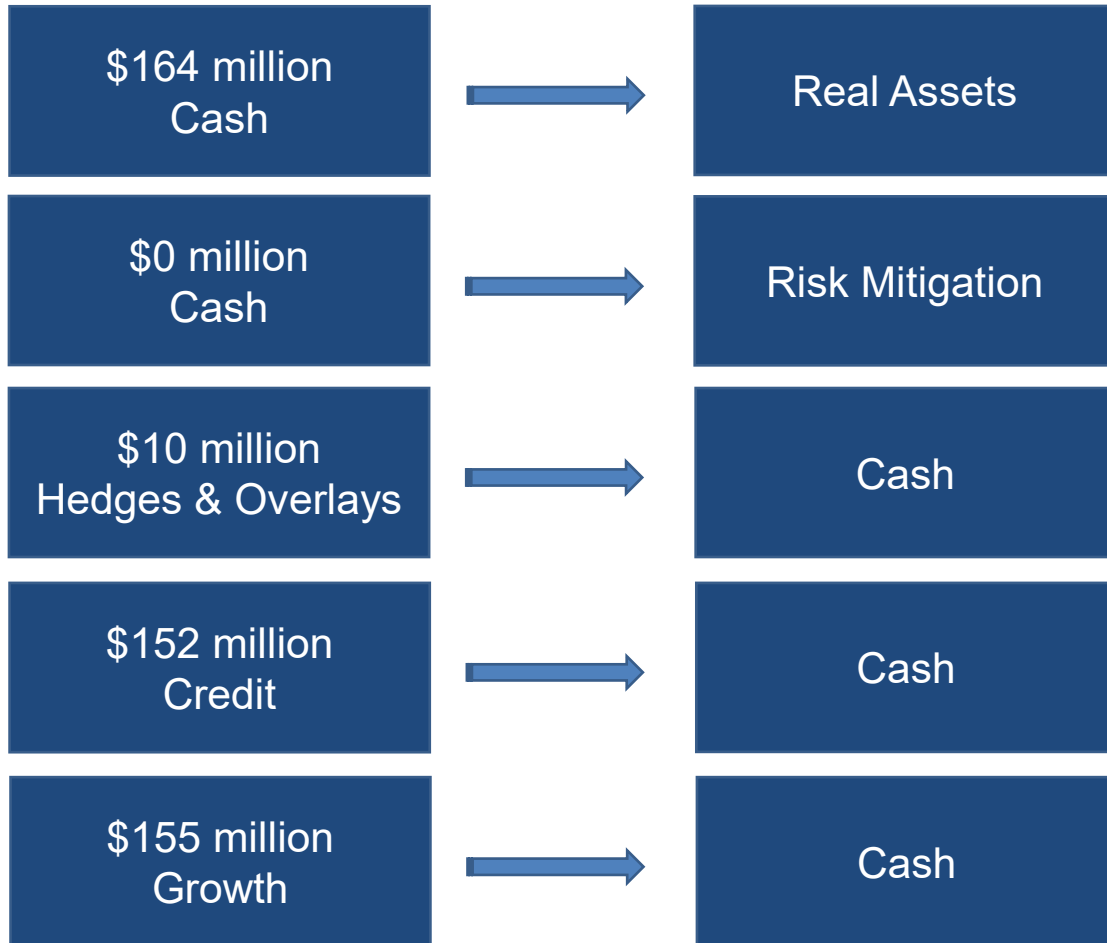 $164 million
Cash
Real Assets
$0 million
Cash
Risk Mitigation
$10 million
Hedges & Overlays
Cash
$152 million
Credit
Cash
$155 million
Growth
Cash